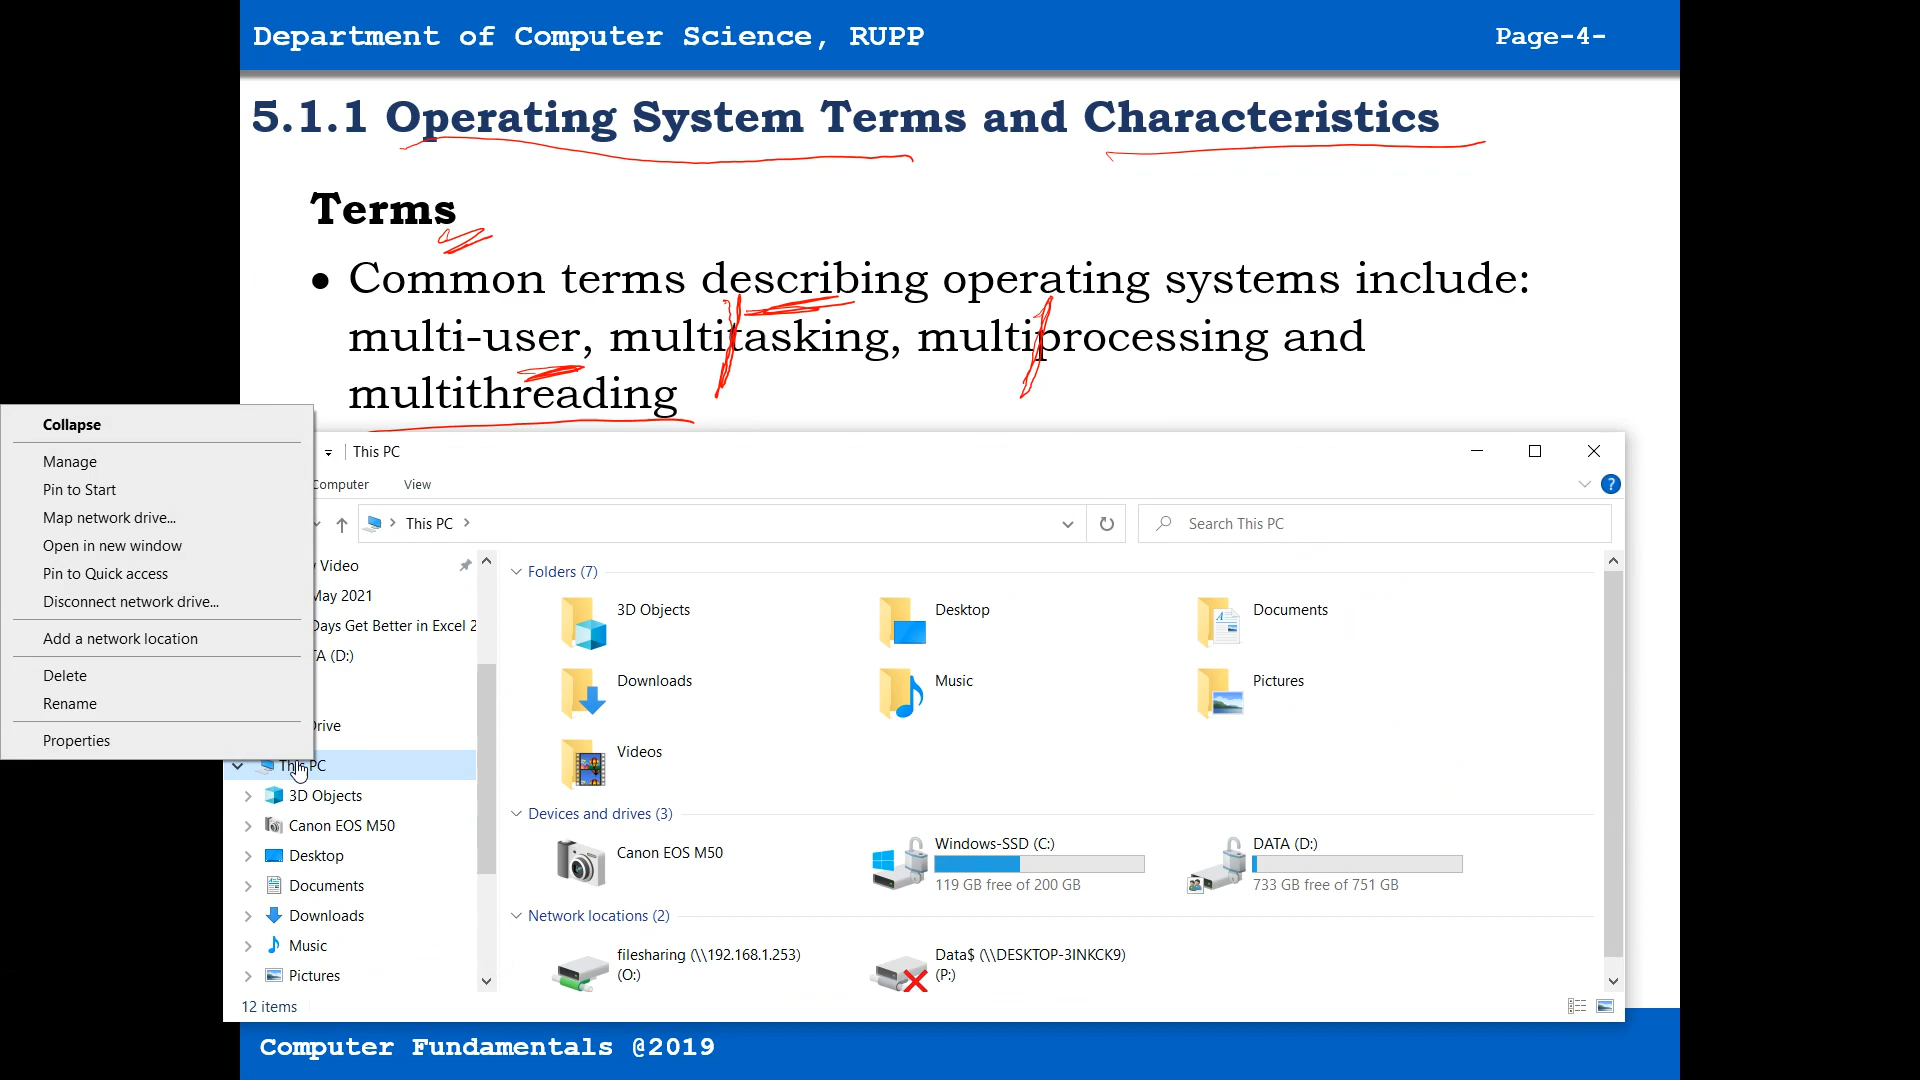 Department of Computer Science, RUPP
Page-4-
5.1.1 Operating System Terms and Characteristics
Terms
• Common terms describing operating systems include:
multi-user, multitasking, multiprocessing and
multithreading
Collapse
Manage
Pin to Start
Map network drive...
Open in new window
Pin to Quick access
Disconnect network drive...
Add a network location
Delete
Rename
Properties
This PC
Computer
View
This PC
Search This PC
Video
May 2021
Days Get Better in Excel 2
TA (D:)
Drive
This PC
3D Objects
Canon EOS M50
Desktop
Documents
Downloads
Music
Pictures
Folders (7)
3D Objects
Desktop
Documents
Downloads
Music
Pictures
Videos
Devices and drives (3)
Canon EOS M50
Windows-SSD (C:)
119 GB free of 200 GB
DATA (D:)
733 GB free of 751 GB
Network locations (2)
filesharing (\\192.168.1.253)
(O:)
Data$ (\\DESKTOP-3INKCK9)
(P:)
12 items
Computer Fundamentals @2019